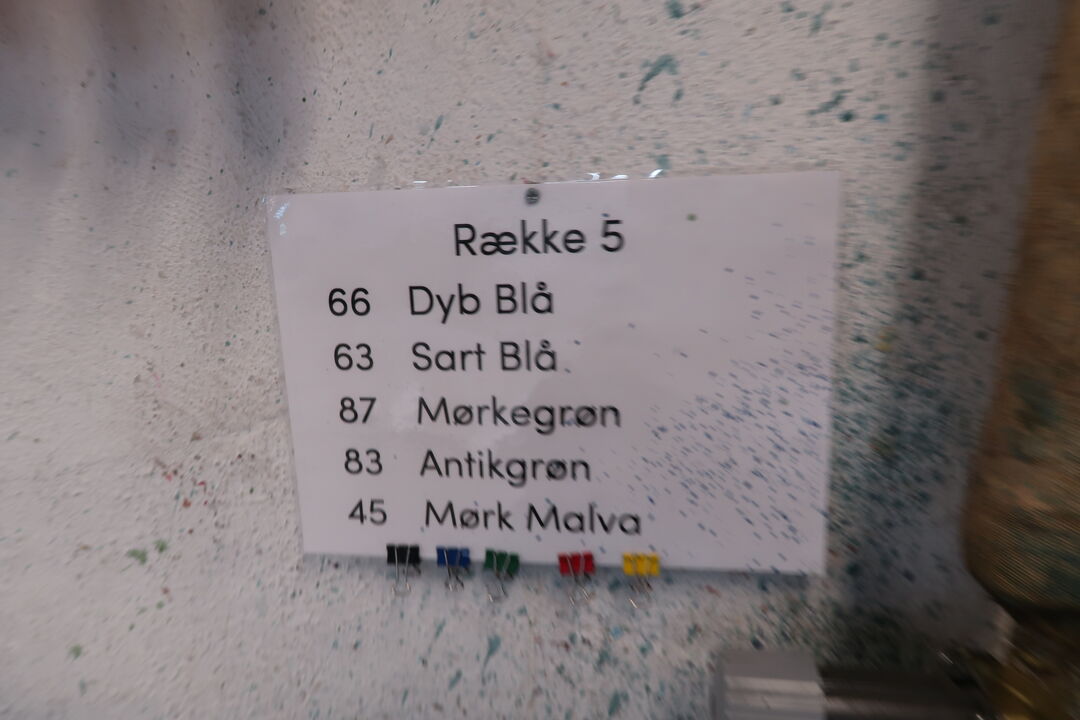 Række 5
66 Dyb Blå
63 Sart Blå
87 Mørkegrøn
83 Antikgrøn
45 Mørk Malva